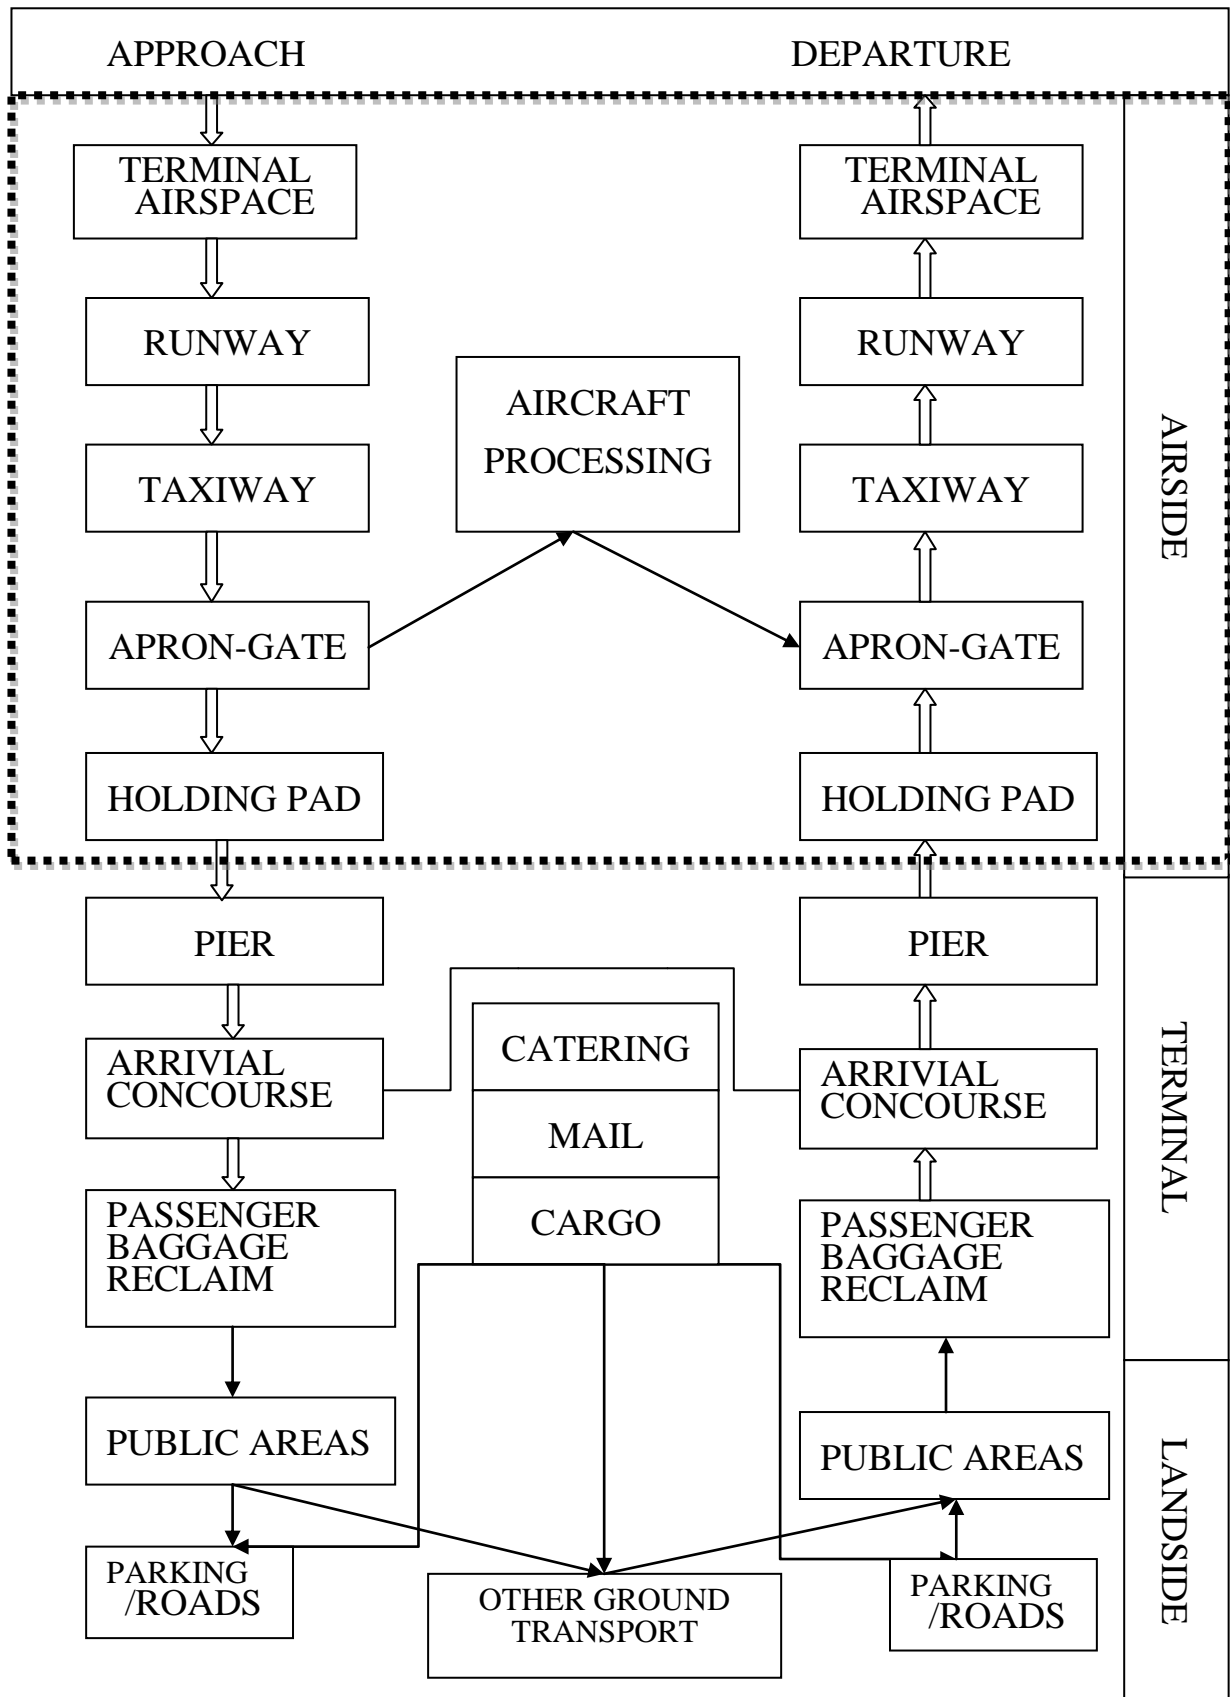 APPROACH
DEPARTURE
TERMINAL
AIRSPACE
TERMINAL
AIRSPACE
RUNWAY
RUNWAY
AIRCRAFT
PROCESSING
TAXIWAY
TAXIWAY
AIRSIDE
APRON-GATE
APRON-GATE
HOLDING PAD
HOLDING PAD
PIER
PIER
CATERING
MAIL
CARGO
ARRIVIAL
CONCOURSE
ARRIVIAL
CONCOURSE
TERMINAL
PASSENGER
BAGGAGE
RECLAIM
PASSENGER
BAGGAGE
RECLAIM
PUBLIC AREAS
PUBLIC AREAS
LANDSIDE
PARKING
/ROADS
OTHER GROUND
TRANSPORT
PARKING
/ROADS